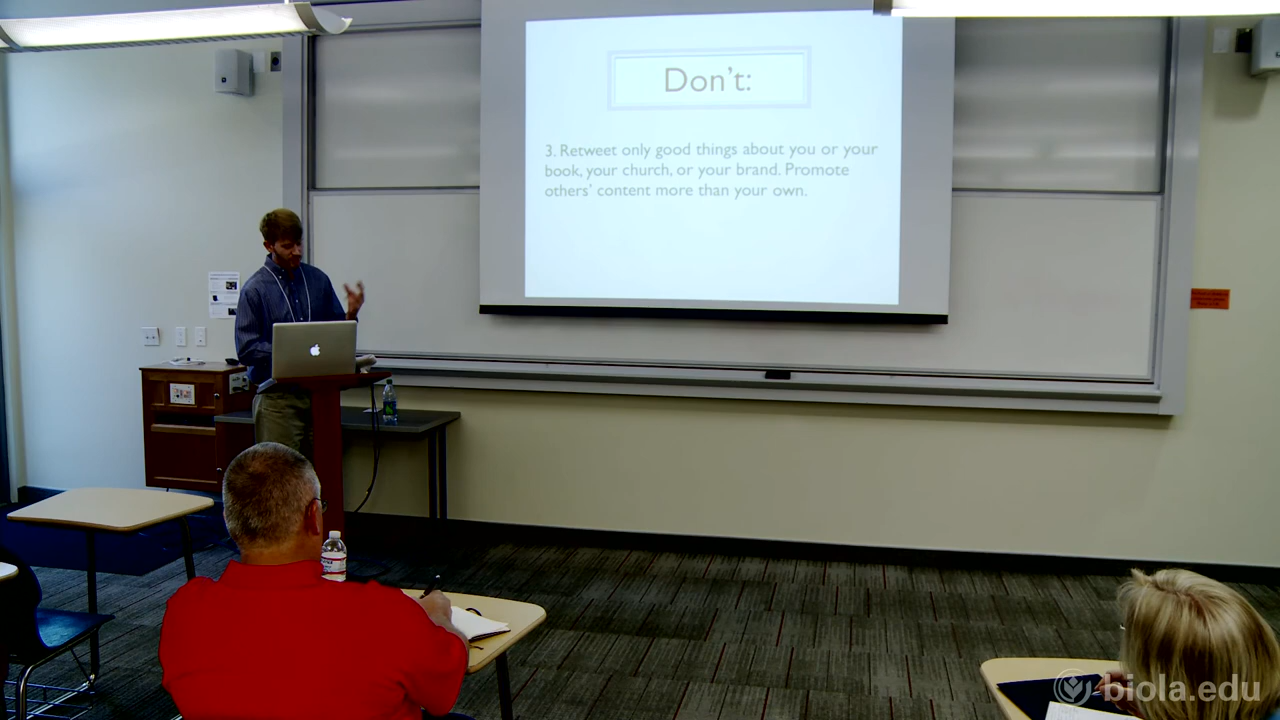 Don't:
3. Retweet only good things about you or your
book, your church, or your brand. Promote
others' content more than your own.
biola.edu